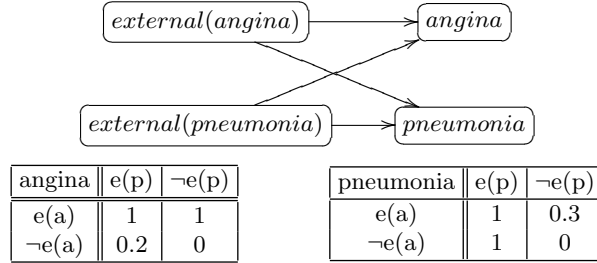 external(angina) angina
external(pneumonia) pneumonia
angina e(p) ¬e(p)
e(a) 1 1
¬e(a) 0.2 0
pneumonia e(p) ¬e(p)
e(a) 1 0.3
¬e(a) 1 0